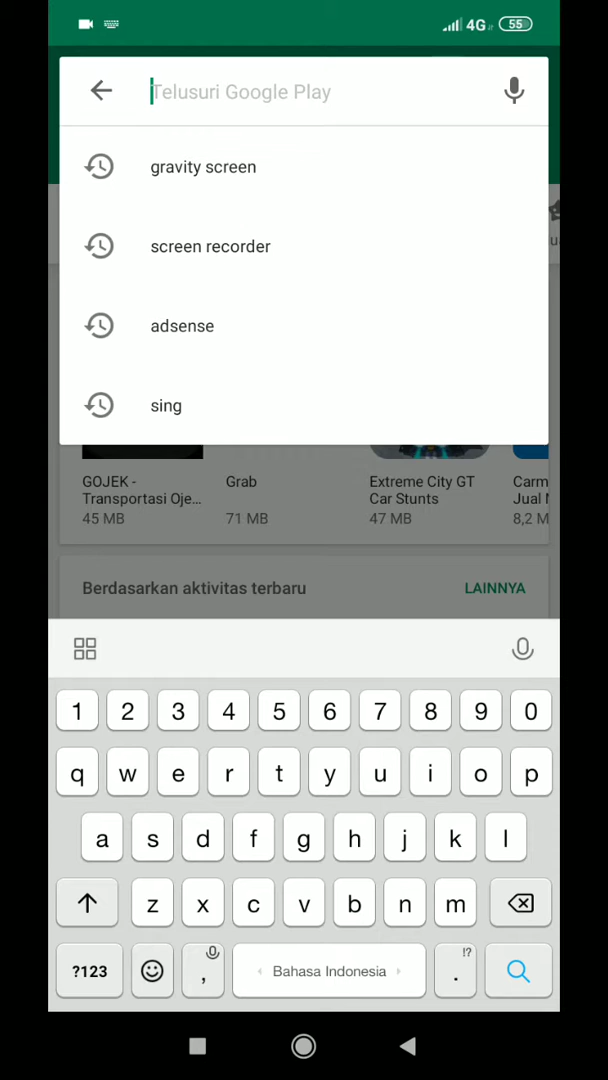 4G 55
Telusuri Google Play
gravity screen
screen recorder
adsense
sing
GOJEK -
Transportasi Oje...
45 MB
Grab
71 MB
Extreme City GT
Car Stunts
47 MB
Carm
Jual
8,2 M
Berdasarkan aktivitas terbaru
LAINNYA
1 2 3 4 5 6 7 8 9 0
q w e r t y u i o p
a s d f g h j k l
z x c v b n m
?123 , Bahasa Indonesia !? .